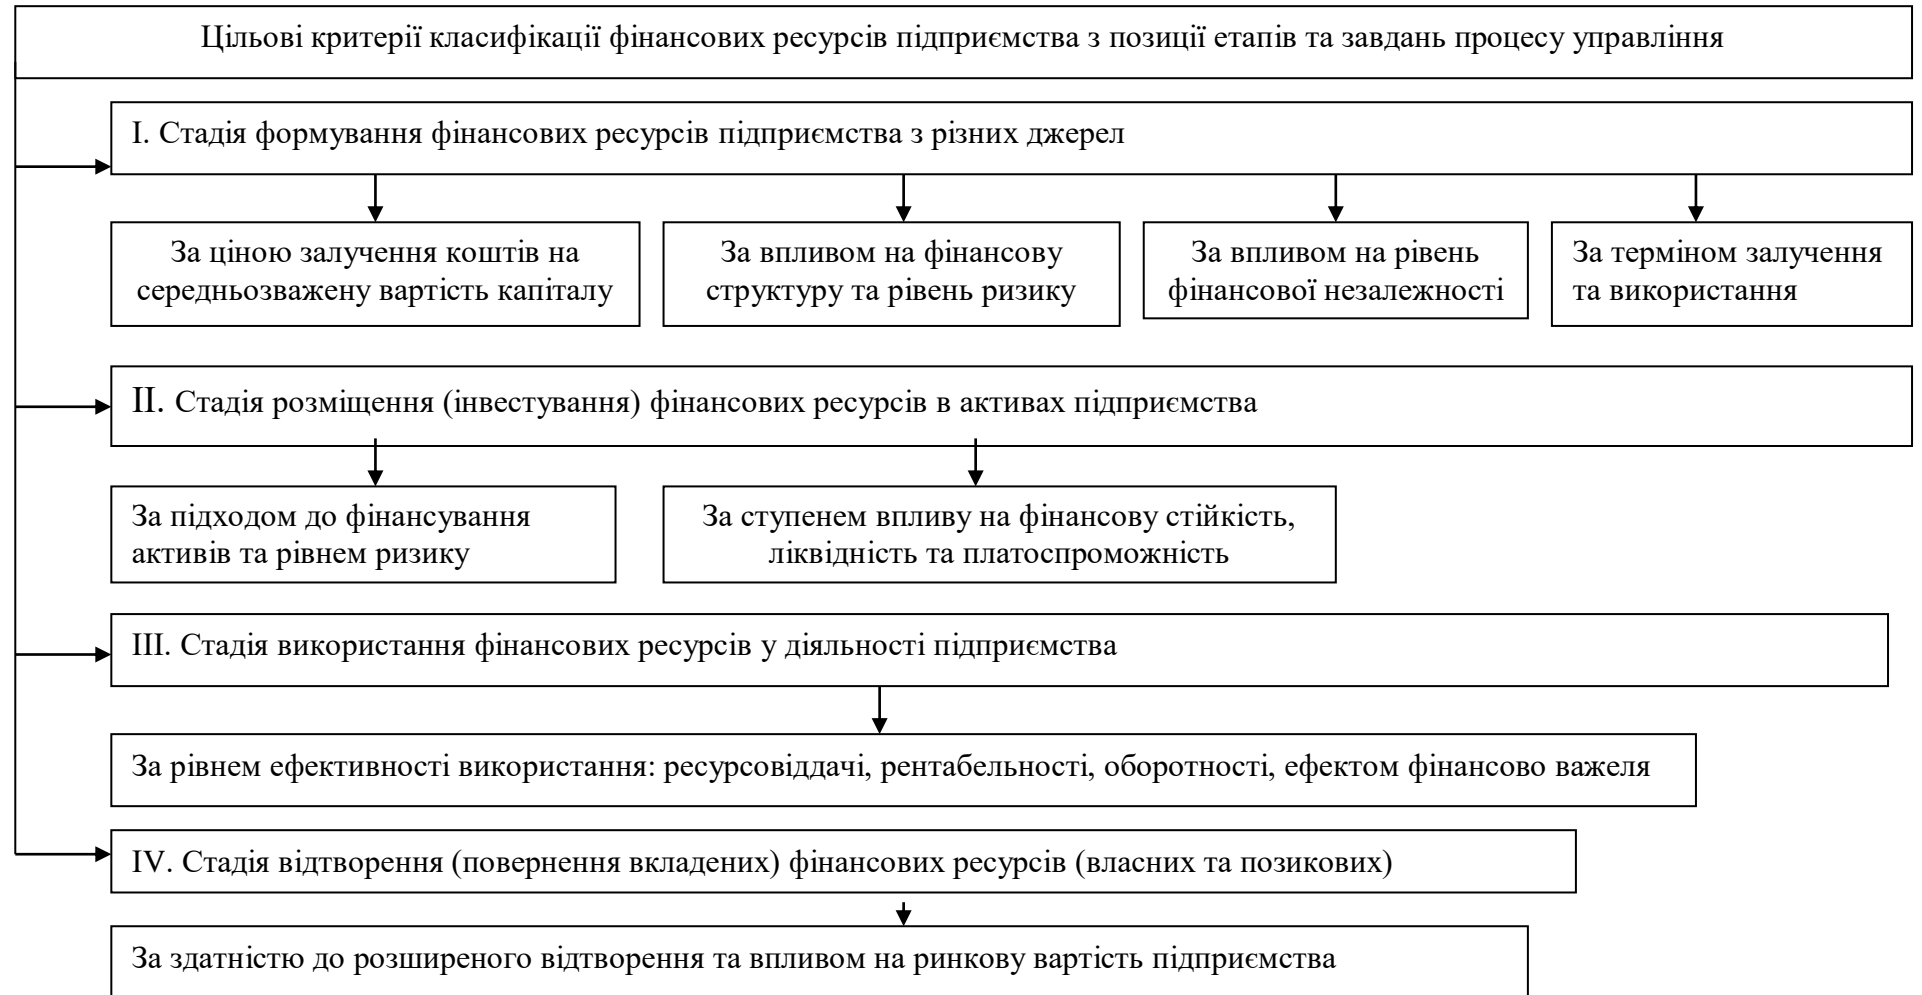 Цільові критерії класифікації фінансових ресурсів підприємства з позиції етапів та завдань процесу управління
І. Стадія формування фінансових ресурсів підприємства з різних джерел
За ціною залучення коштів на
середньозважену вартість капіталу
За впливом на фінансову
структуру та рівень ризику
За впливом на рівень
фінансової незалежності
За терміном залучення
та використання
ІІ. Стадія розміщення (інвестування) фінансових ресурсів в активах підприємства
За підходом до фінансування
активів та рівнем ризику
За ступенем впливу на фінансову стійкість,
ліквідність та платоспроможність
ІІІ. Стадія використання фінансових ресурсів у діяльності підприємства
За рівнем ефективності використання: ресурсовіддачі, рентабельності, оборотності, ефектом фінансово важеля
IV. Стадія відтворення (повернення вкладених) фінансових ресурсів (власних та позикових)
За здатністю до розширеного відтворення та впливом на ринкову вартість підприємства